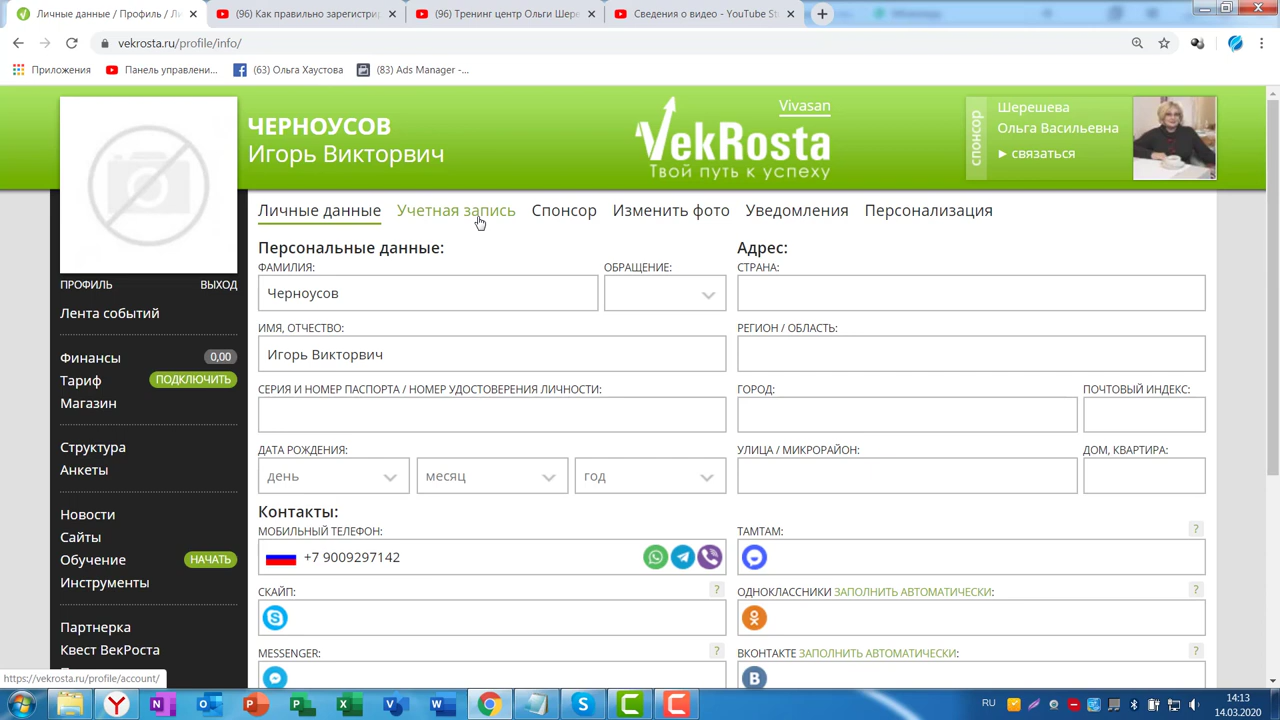 Личные данные / Профиль / Ли
(96) Как правильно зарегистри
(96) Тренинг
Сведения о видео - YouTube St
vekrosta.ru/profile/info/
Приложения
Панель управлени...
(63) Ольга Хаустова
(83) Ads Manager -...
ЧЕРНОУСОВ
Игорь Викторвич
Vivasan
VekRosta
Твой путь к успеху
спонсор
Шерешева
Ольга Васильевна
► связаться
Личные данные
Учетная запись
Спонсор
Изменить фото
Уведомления
Персонализация
ПРОФИЛЬ
ВЫХОД
Лента событий
Финансы
0,00
Тариф
ПОДКЛЮЧИТЬ
Магазин
Структура
Анкеты
Новости
Сайты
Обучение
НАЧАТЬ
Инструменты
Партнерка
Квест ВекРоста
Персональные данные:
ФАМИЛИЯ:
ОБРАЩЕНИЕ:
Черноусов
ИМЯ, ОТЧЕСТВО:
Игорь Викторвич
СЕРИЯ И НОМЕР ПАСПОРТА / НОМЕР УДОСТОВЕРЕНИЯ ЛИЧНОСТИ:
ДАТА РОЖДЕНИЯ:
день
месяц
год
Контакты:
МОБИЛЬНЫЙ ТЕЛЕФОН:
+7 9009297142
СКАЙП:
?
MESSENGER:
?
Адрес:
СТРАНА:
РЕГИОН / ОБЛАСТЬ:
ГОРОД:
ПОЧТОВЫЙ ИНДЕКС:
УЛИЦА / МИКРОРАЙОН:
ДОМ, КВАРТИРА:
ТАМТАМ:
?
ОДНОКЛАССНИКИ ЗАПОЛНИТЬ АВТОМАТИЧЕСКИ:
?
ВКОНТАКТЕ ЗАПОЛНИТЬ АВТОМАТИЧЕСКИ:
?
https://vekrosta.ru/profile/account/
RU
14:13
14.03.2020